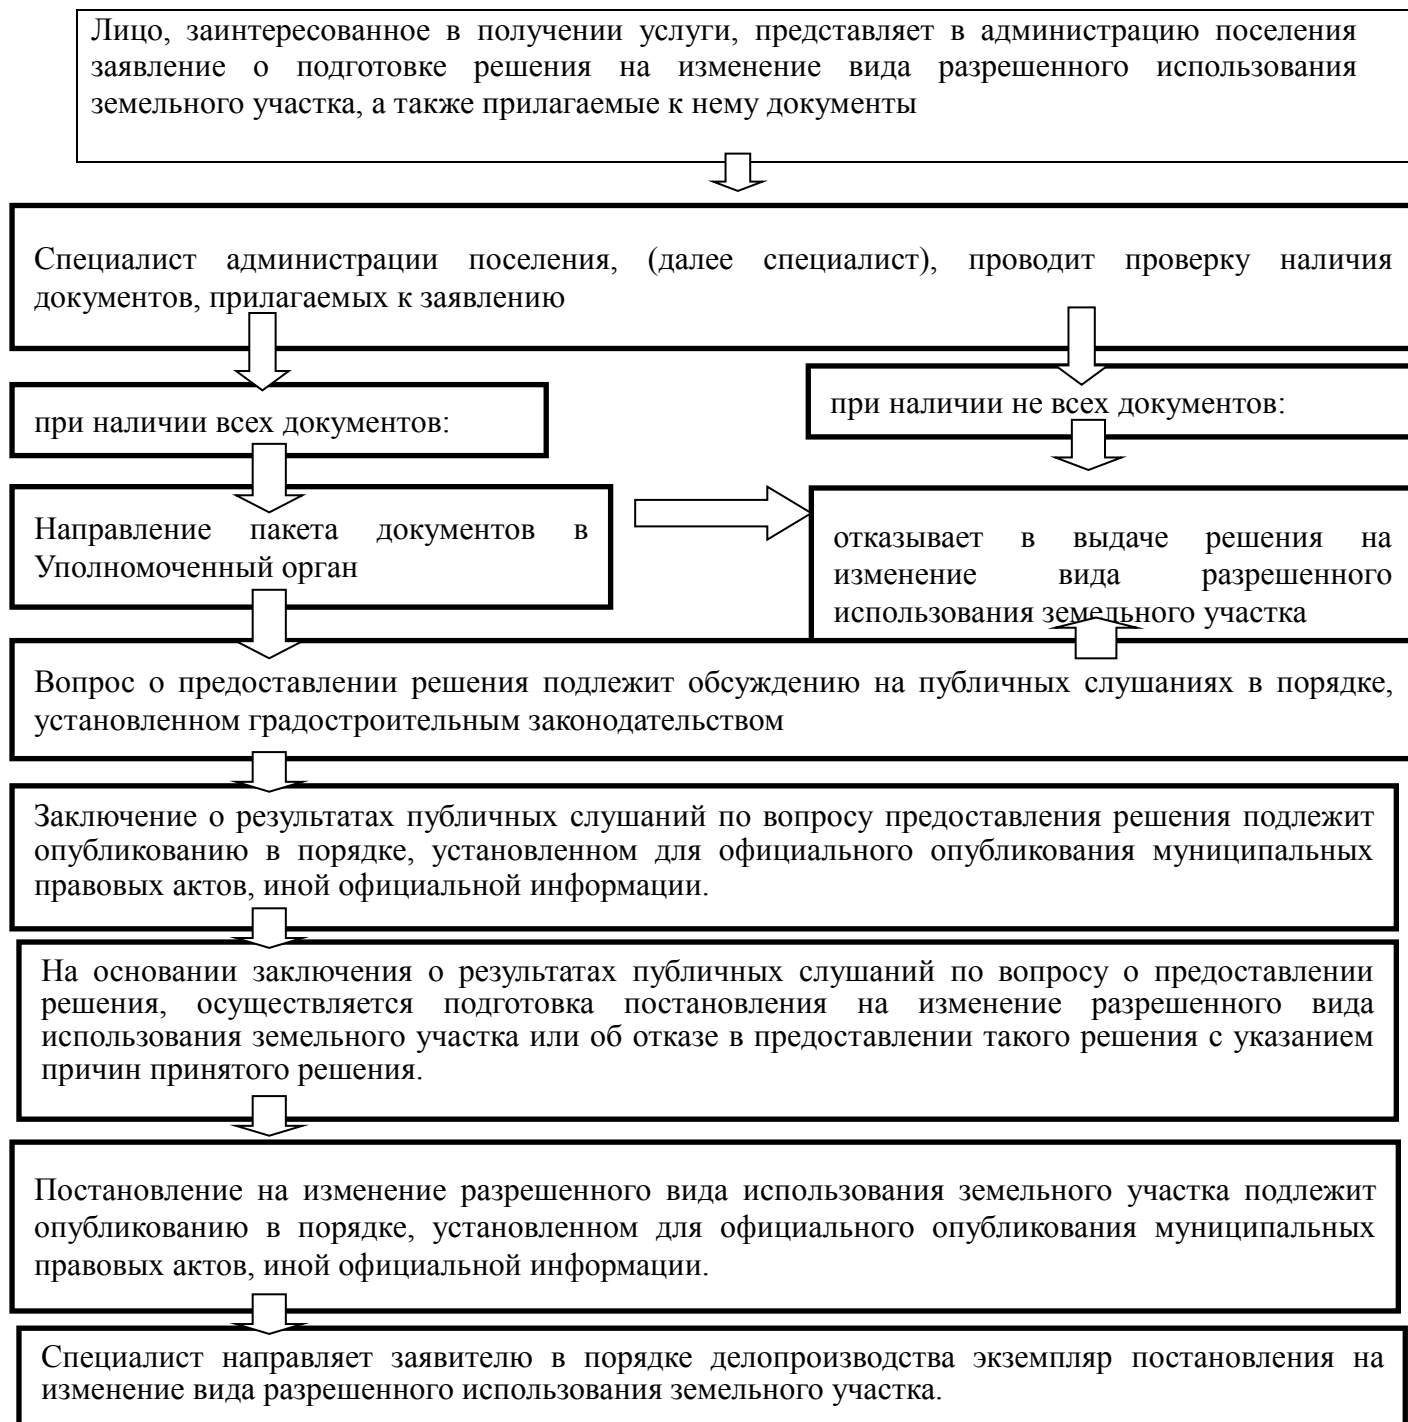 Лицо, заинтересованное в получении услуги, представляет в администрацию поселения
заявление о подготовке решения на изменение вида разрешенного использования
земельного участка, а также прилагаемые к нему документы
Специалист администрации поселения, (далее специалист), проводит проверку наличия
документов, прилагаемых к заявлению
при наличии всех документов:
при наличии не всех документов:
Направление пакета документов в
Уполномоченный орган
отказывает в выдаче решения на
изменение вида разрешенного
использования земельного участка
Вопрос о предоставлении решения подлежит обсуждению на публичных слушаниях в порядке,
установленном градостроительным законодательством
Заключение о результатах публичных слушаний по вопросу предоставления решения подлежит
опубликованию в порядке, установленном для официального опубликования муниципальных
правовых актов, иной официальной информации.
На основании заключения о результатах публичных слушаний по вопросу о предоставлении
решения, осуществляется подготовка постановления на изменение разрешенного вида
использования земельного участка или об отказе в предоставлении такого решения с указанием
причин принятого решения.
Постановление на изменение разрешенного вида использования земельного участка подлежит
опубликованию в порядке, установленном для официального опубликования муниципальных
правовых актов, иной официальной информации.
Специалист направляет заявителю в порядке делопроизводства экземпляр постановления на
изменение вида разрешенного использования земельного участка.